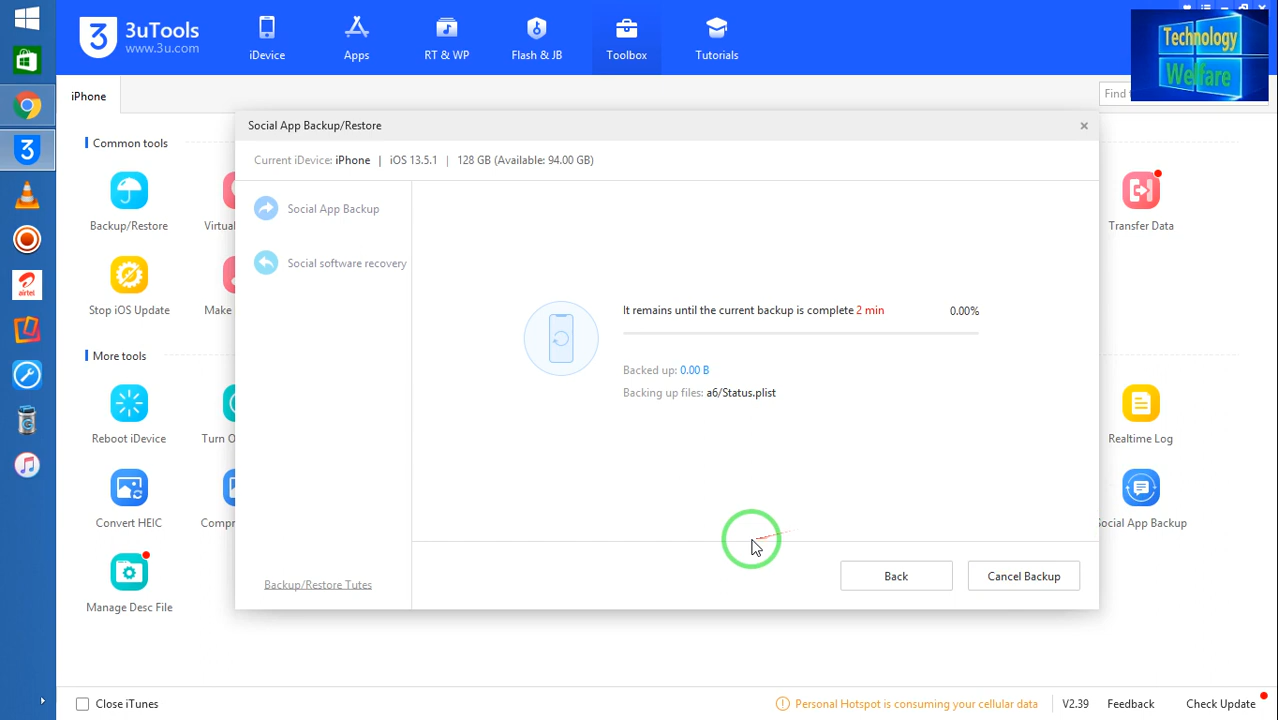 3 3uTools
www.3u.com
iDevice
Apps
RT & WP
Flash & JB
Toolbox
Tutorials
Technology
Welfare
iPhone
Find
Social App Backup/Restore
Current iDevice: iPhone | iOS 13.5.1 | 128 GB (Available: 94.00 GB)
Common tools
Backup/Restore
Virtual
Transfer Data
Stop iOS Update
Make
Social App Backup
Social software recovery
It remains until the current backup is complete 2 min 0.00%
Backed up: 0.00 B
Backing up files: a6/Status.plist
More tools
Reboot iDevice
Turn O
Realtime Log
Convert HEIC
Compr
Social App Backup
Manage Desc File
Backup/Restore Tutes
Back
Cancel Backup
airtel
Close iTunes
Personal Hotspot is consuming your cellular data
V2.39
Feedback
Check Update